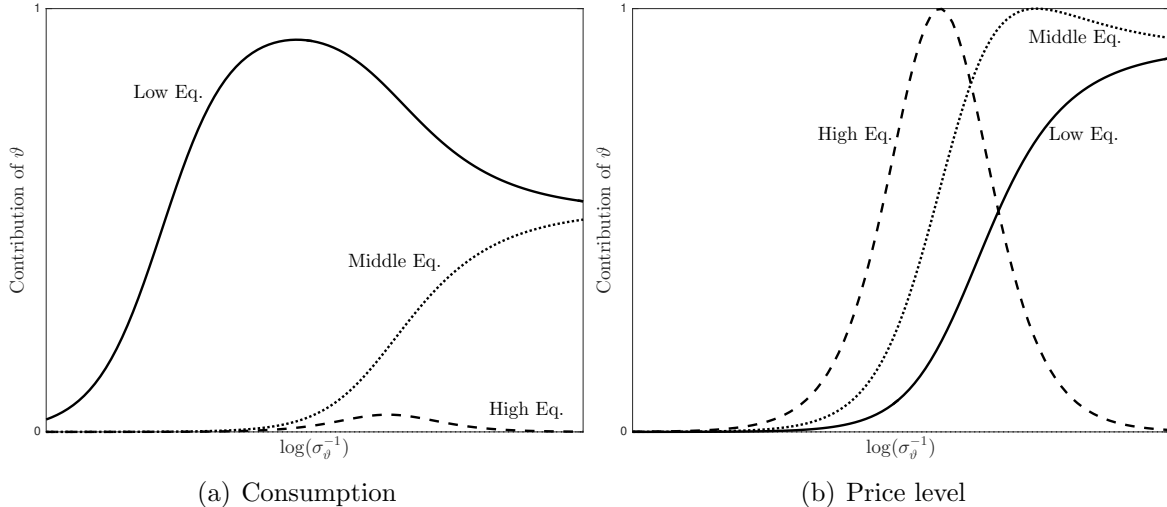 1
Low Eq.
Middle Eq.
High Eq.
0
Contribution of ϑ
log(σ_ϑ^{-1})
(a) Consumption
1
Middle Eq.
High Eq.
Low Eq.
0
Contribution of ϑ
log(σ_ϑ^{-1})
(b) Price level